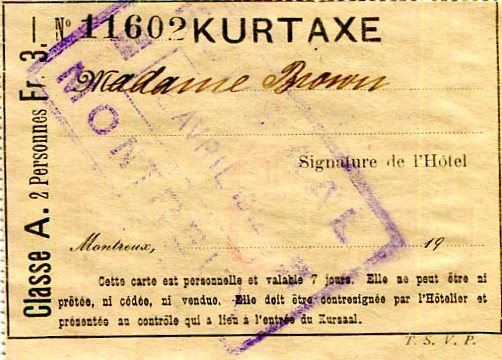 Nº 11602 KURTAXE
Classe A. 2 Personnes Fr. 3.
Madame Brown
Signature de l'Hôtel
Montreux, 19
Cette carte est personnelle et valable 7 jours. Elle ne peut être ni
prêtée, ni cédée, ni vendue. Elle doit être contresignée par l'Hôtelier et
présentée au contrôle qui a lieu à l'entrée du Kursaal.
T. S. V. P.
AVRIL